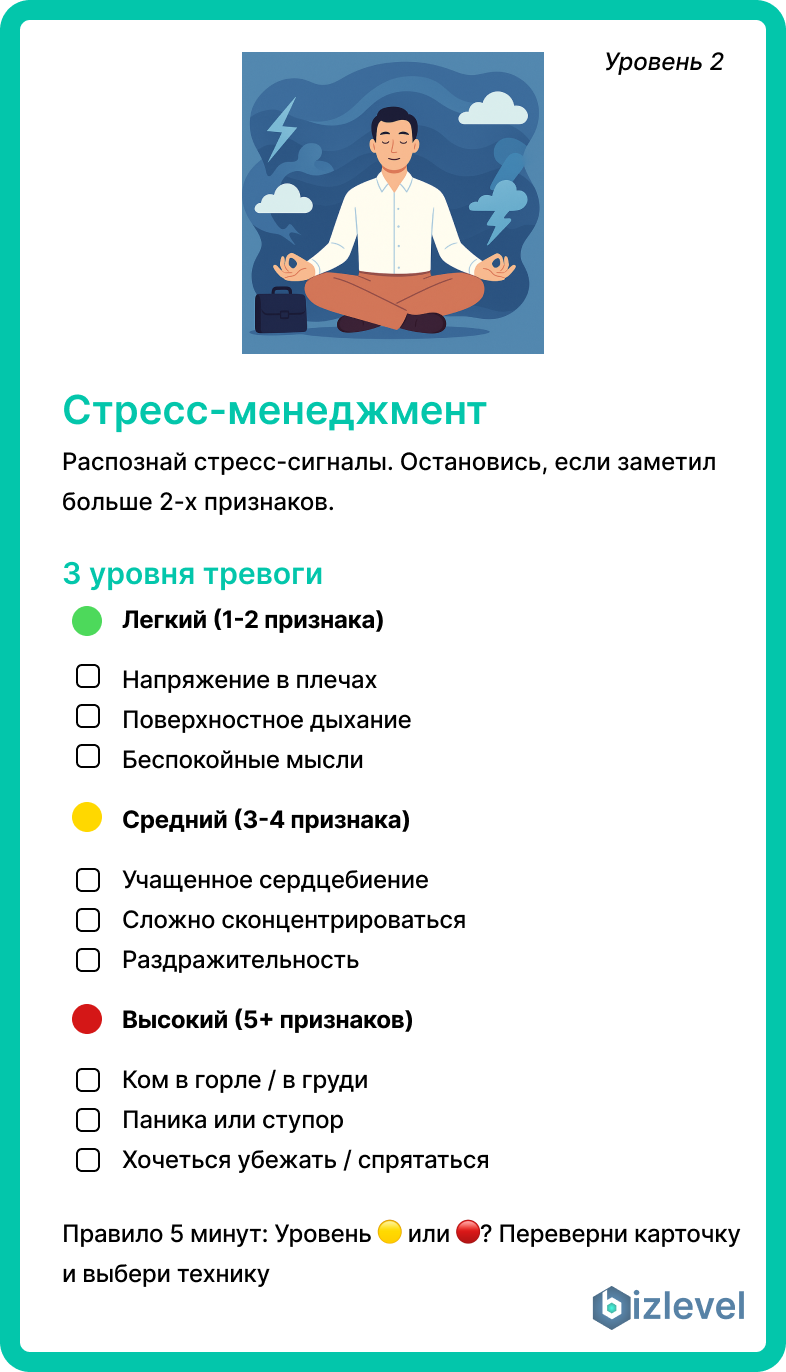 Уровень 2
Стресс-менеджмент
Распознай стресс-сигналы. Остановись, если заметил
больше 2-х признаков.
3 уровня тревоги
Легкий (1-2 признака)
Напряжение в плечах
Поверхностное дыхание
Беспокойные мысли
Средний (3-4 признака)
Учащенное сердцебиение
Сложно сконцентрироваться
Раздражительность
Высокий (5+ признаков)
Ком в горле / в груди
Паника или ступор
Хочеться убежать / спрятаться
Правило 5 минут: Уровень 🟡 или 🔴? Переверни карточку
и выбери технику
bizlevel